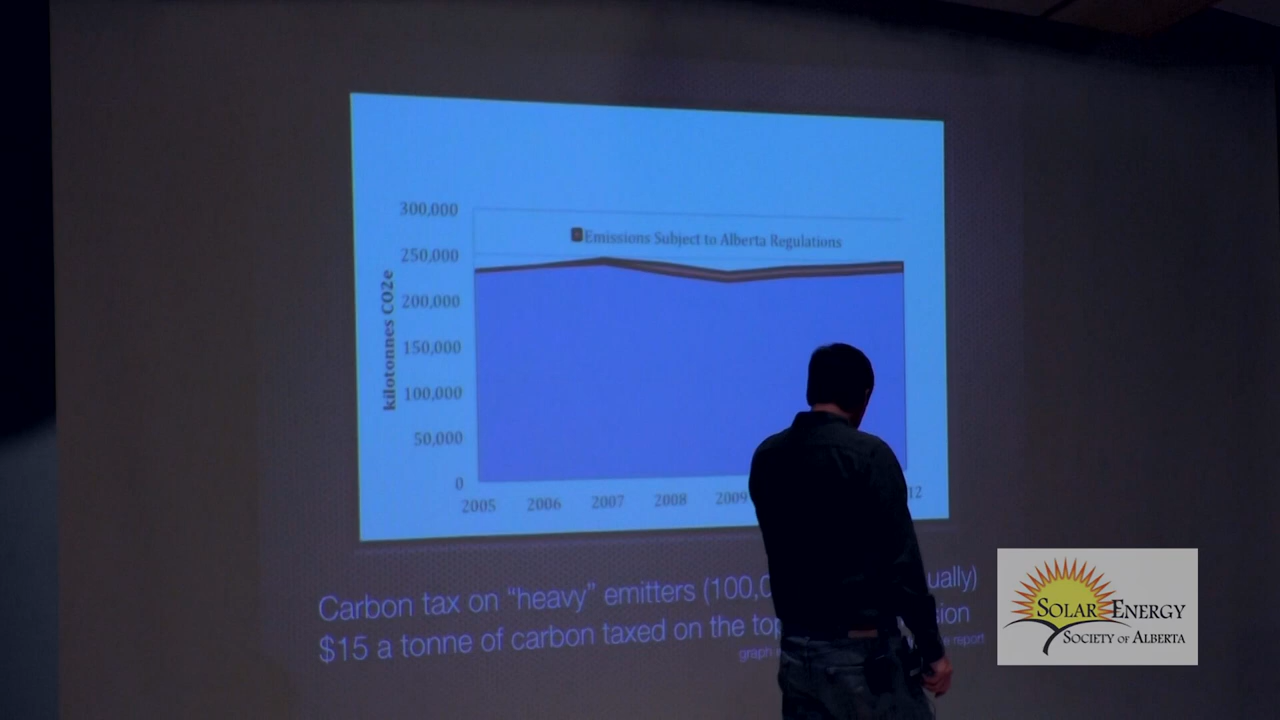 300,000
Emissions Subject to Alberta Regulations
250,000
200,000
150,000
100,000
50,000
0
kilotonnes CO2e
2005 2006 2007 2008 2009 12
Carbon tax on “heavy” emitters (100,0 ually)
$15 a tonne of carbon taxed on the top sion
graph report
SOLAR ENERGY
SOCIETY OF ALBERTA